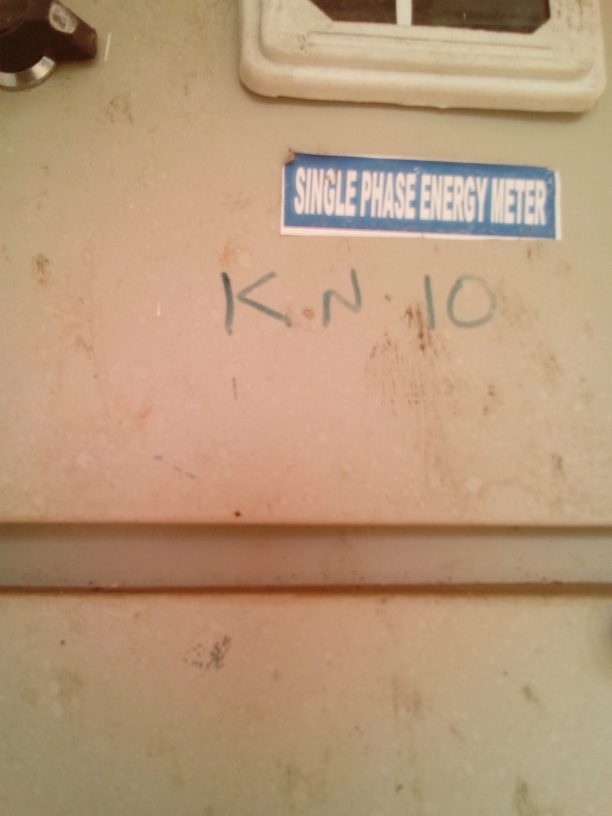 SINGLE PHASE ENERGY METER
K.N.10